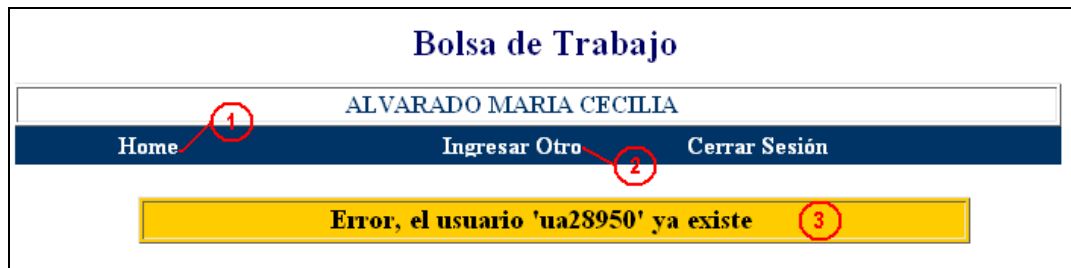 Bolsa de Trabajo
ALVARADO MARIA CECILIA
1
Home Ingresar Otro Cerrar Sesión
2
Error, el usuario 'ua28950' ya existe 3